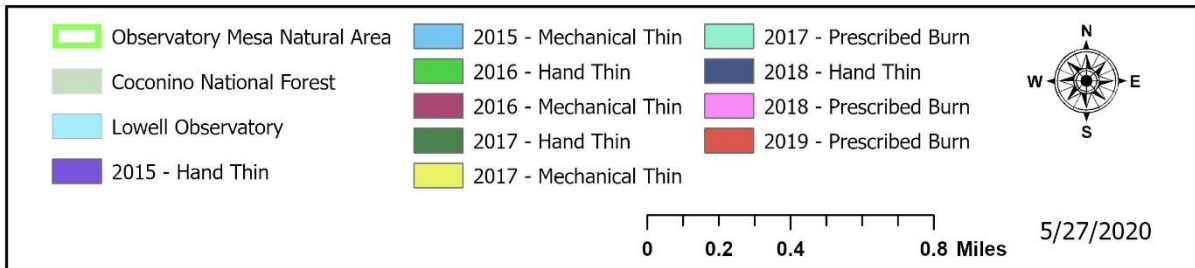 Observatory Mesa Natural Area
Coconino National Forest
Lowell Observatory
2015 - Hand Thin
2015 - Mechanical Thin
2016 - Hand Thin
2016 - Mechanical Thin
2017 - Hand Thin
2017 - Mechanical Thin
2017 - Prescribed Burn
2018 - Hand Thin
2018 - Prescribed Burn
2019 - Prescribed Burn
N
W E
S
0 0.2 0.4 0.8 Miles
5/27/2020